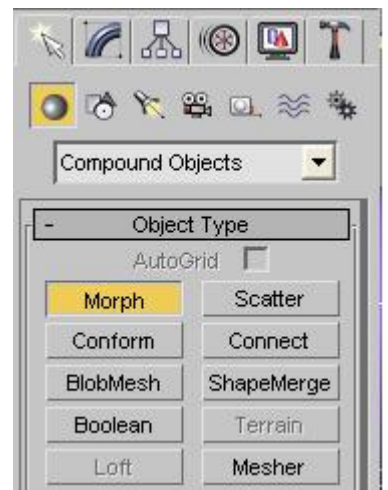 Compound Objects
- Object Type
AutoGrid
Morph Scatter
Conform Connect
BlobMesh ShapeMerge
Boolean Terrain
Loft Mesher